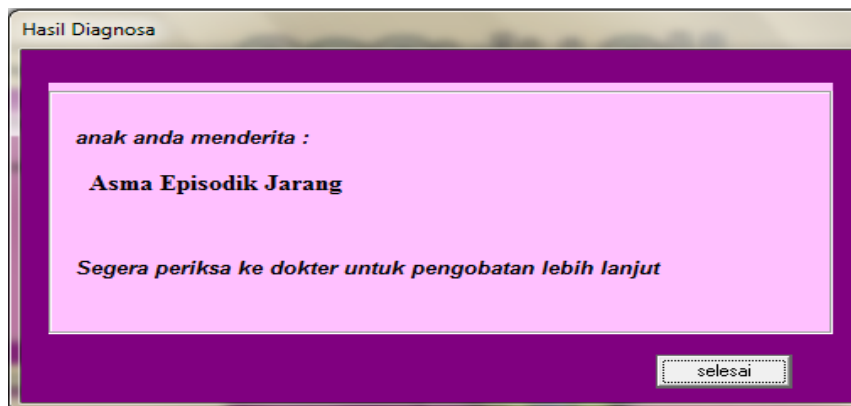 Hasil Diagnosa
anak anda menderita :
Asma Episodik Jarang
Segera periksa ke dokter untuk pengobatan lebih lanjut
selesai